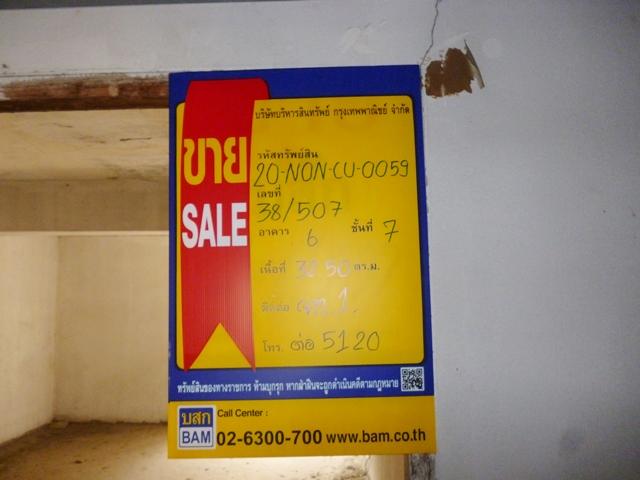 บริษัทบริหารสินทรัพย์ กรุงเทพพาณิชย์ จำกัด
ขาย
SALE
รหัสทรัพย์สิน
20-NON-CU-0059
เลขที่
38/507
อาคาร 6 ชั้นที่ 7
เนื้อที่ 32.50 ตร.ม.
ติดต่อ
โทร. ต่อ 5120
ทรัพย์สินของทางราชการ ห้ามบุกรุก หากฝ่าฝืนจะถูกดำเนินคดีตามกฎหมาย
บสก
BAM
Call Center :
02-6300-700 www.bam.co.th